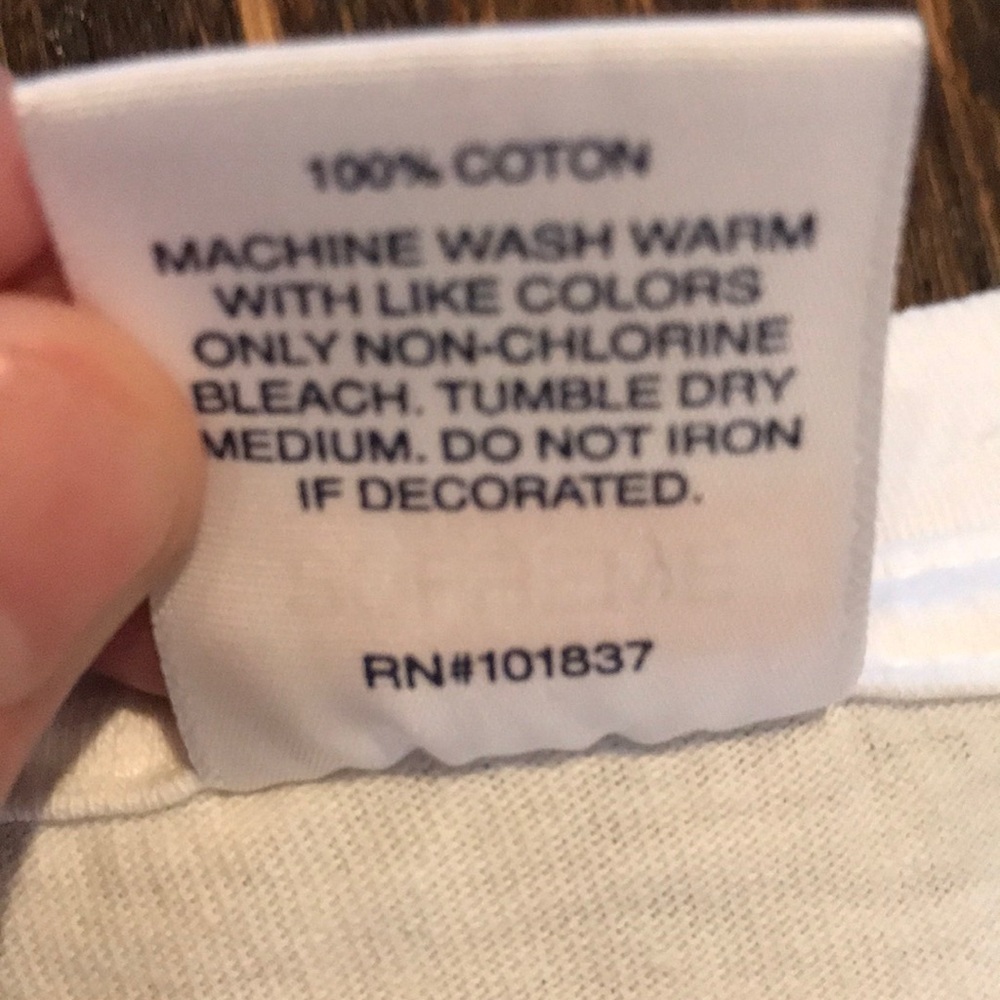 100% COTON
MACHINE WASH WARM
WITH LIKE COLORS
ONLY NON-CHLORINE
BLEACH. TUMBLE DRY
MEDIUM. DO NOT IRON
IF DECORATED.
RN#101837